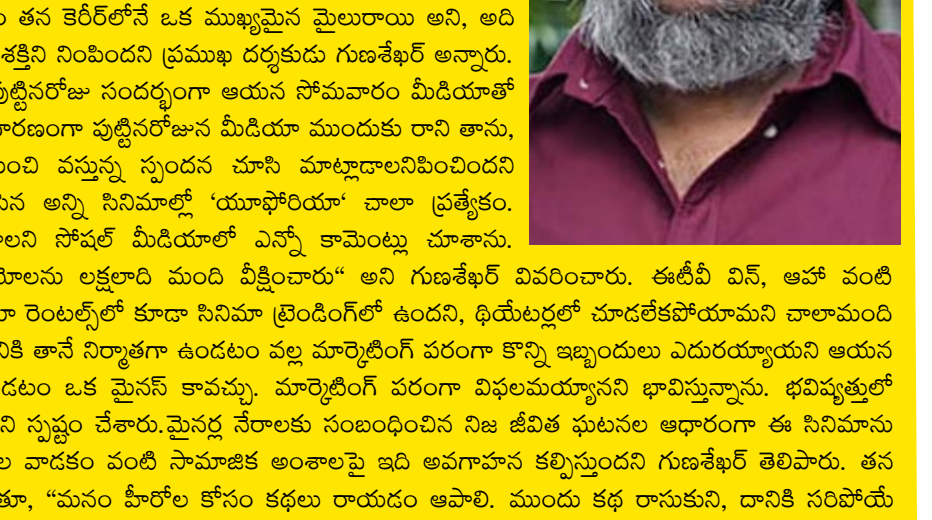 తన కెరీర్‌లోనే ఒక ముఖ్యమైన మైలురాయి అని, అది
శక్తిని నింపిందని ప్రముఖ దర్శకుడు గుణశేఖర్ అన్నారు.
పుట్టినరోజు సందర్భంగా ఆయన సోమవారం మీడియాతో
పుట్టినరోజున మీడియా ముందుకు రాని తాను,
వస్తున్న స్పందన చూసి మాట్లాడాలనిపించిందని
అన్ని సినిమాల్లో ‘యూఫోరియా‘ చాలా ప్రత్యేకం.
సోషల్ మీడియాలో ఎన్నో కామెంట్లు చూశాను.
లక్షలాది మంది వీక్షించారు“ అని గుణశేఖర్ వివరించారు. ఈటీవీ విన్, ఆహా వంటి
రెంటల్స్‌లో కూడా సినిమా ట్రెండింగ్‌లో ఉందని, థియేటర్లలో చూడలేకపోయామని చాలామంది
తానే నిర్మాతగా ఉండటం వల్ల మార్కెటింగ్ పరంగా కొన్ని ఇబ్బందులు ఎదురయ్యాయని ఆయన
ఒక మైనస్ కావచ్చు. మార్కెటింగ్ పరంగా విఫలమయ్యానని భావిస్తున్నాను. భవిష్యత్తులో
స్పష్టం చేశారు.మైనర్ల నేరాలకు సంబంధించిన నిజ జీవిత ఘటనల ఆధారంగా ఈ సినిమాను
వాడకం వంటి సామాజిక అంశాలపై ఇది అవగాహన కల్పిస్తుందని గుణశేఖర్ తెలిపారు. తన
“మనం హీరోల కోసం కథలు రాయడం ఆపాలి. ముందు కథ రాసుకుని, దానికి సరిపోయే